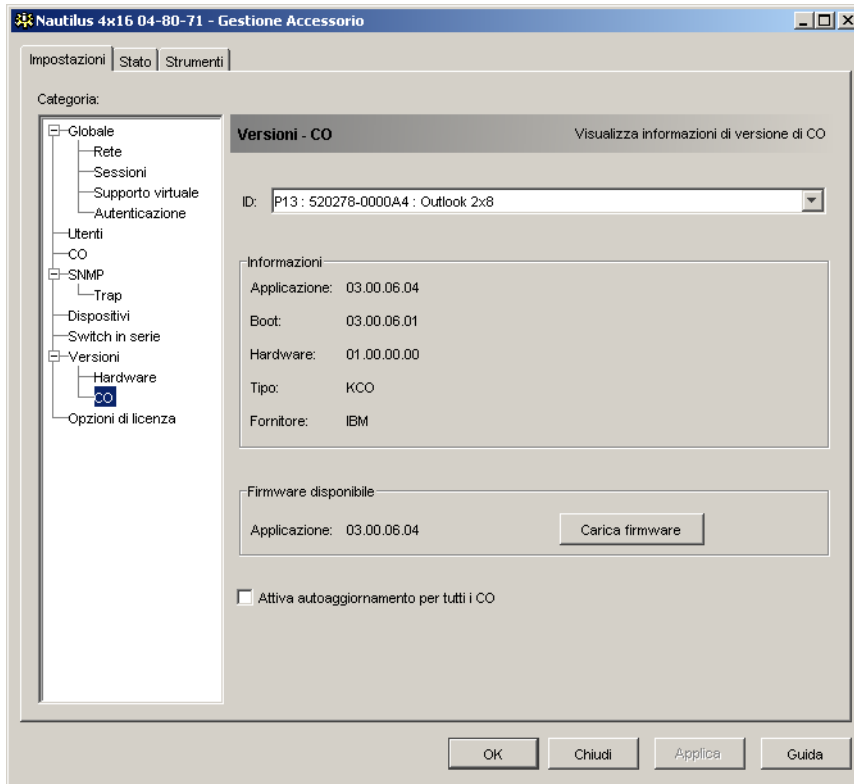 Nautilus 4x16 04-80-71 - Gestione Accessorio
Impostazioni Stato Strumenti
Categoria:
Globale
Rete
Sessioni
Supporto virtuale
Autenticazione
Utenti
CO
SNMP
Trap
Dispositivi
Switch in serie
Versioni
Hardware
CO
Opzioni di licenza
Versioni - CO Visualizza informazioni di versione di CO
ID: P13 : 520278-0000A4 : Outlook 2x8
Informazioni
Applicazione: 03.00.06.04
Boot: 03.00.06.01
Hardware: 01.00.00.00
Tipo: KCO
Fornitore: IBM
Firmware disponibile
Applicazione: 03.00.06.04 Carica firmware
Attiva autoaggiornamento per tutti i CO
OK Chiudi Applica Guida